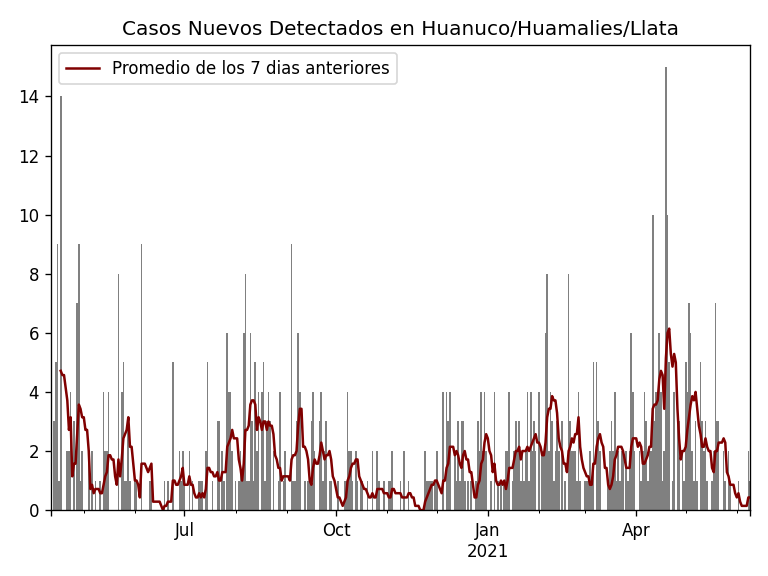 Casos Nuevos Detectados en Huanuco/Huamalies/Llata
Promedio de los 7 dias anteriores
14
12
10
8
6
4
2
0
Jul
Oct
Jan
2021
Apr